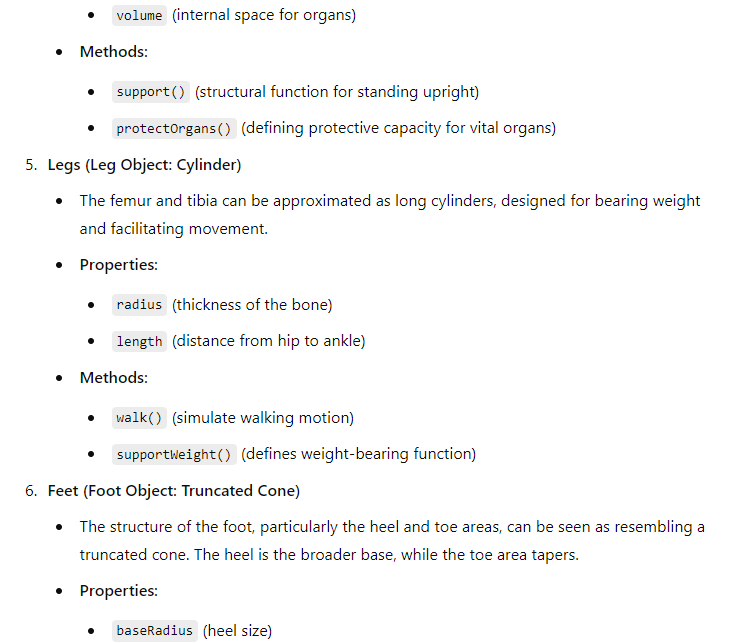 • volume (internal space for organs)
• Methods:
• support() (structural function for standing upright)
• protectOrgans() (defining protective capacity for vital organs)
5. Legs (Leg Object: Cylinder)
• The femur and tibia can be approximated as long cylinders, designed for bearing weight
and facilitating movement.
• Properties:
• radius (thickness of the bone)
• length (distance from hip to ankle)
• Methods:
• walk() (simulate walking motion)
• supportWeight() (defines weight-bearing function)
6. Feet (Foot Object: Truncated Cone)
• The structure of the foot, particularly the heel and toe areas, can be seen as resembling a
truncated cone. The heel is the broader base, while the toe area tapers.
• Properties:
• baseRadius (heel size)